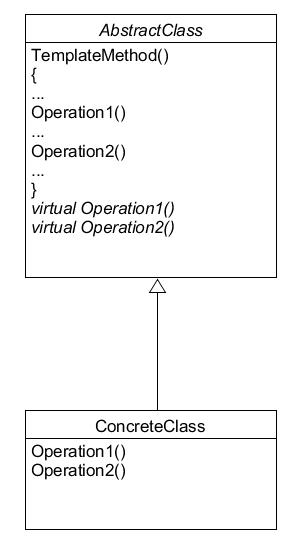 AbstractClass
TemplateMethod()
{
...
Operation1()
...
Operation2()
...
}
virtual Operation1()
virtual Operation2()
ConcreteClass
Operation1()
Operation2()